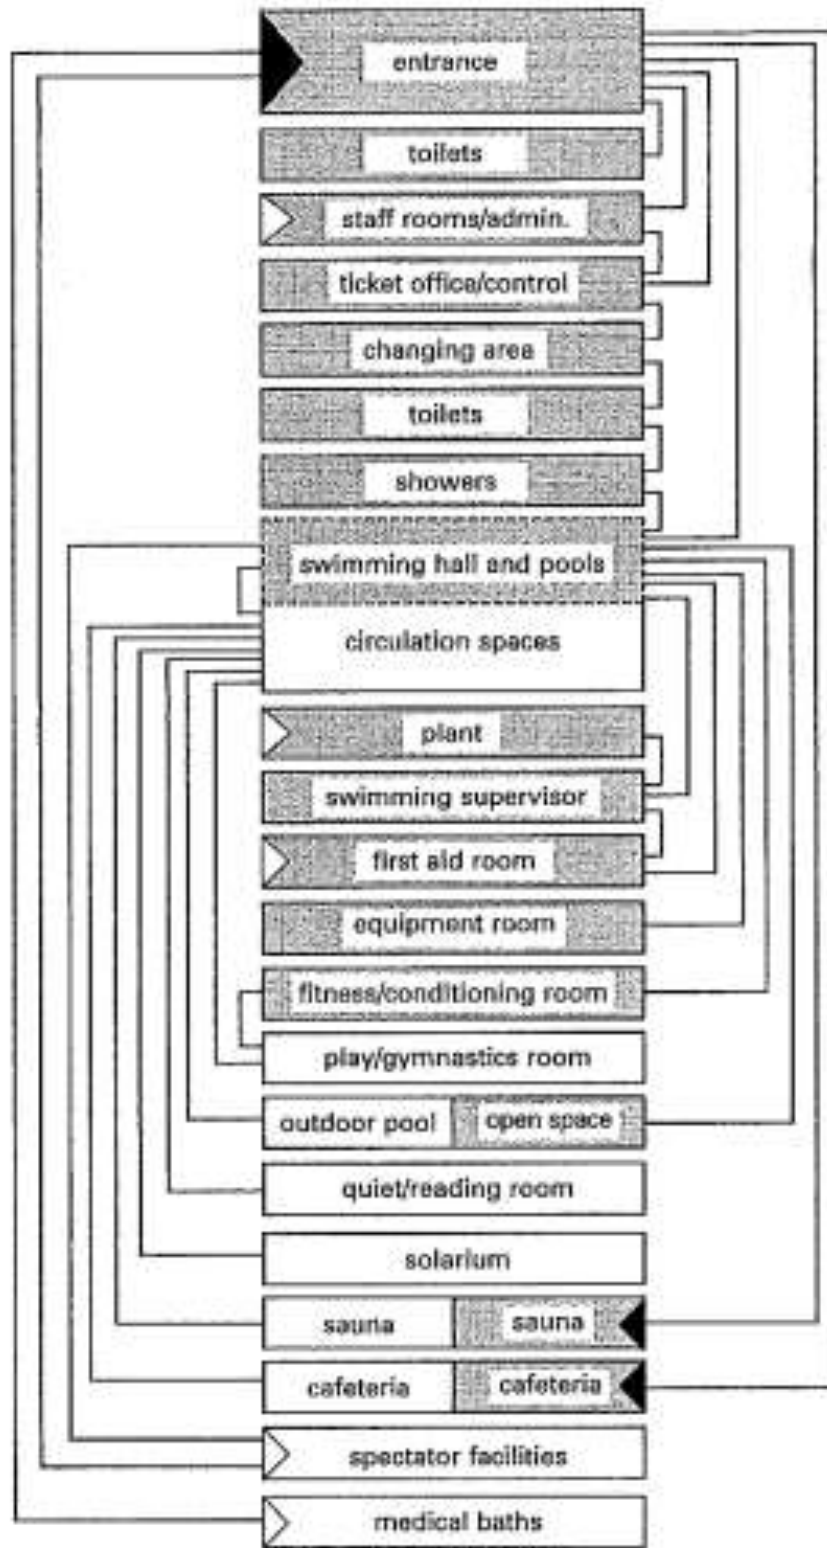 entrance
toilets
staff rooms/admin.
ticket office/control
changing area
toilets
showers
swimming hall and pools
circulation spaces
plant
swimming supervisor
first aid room
equipment room
fitness/conditioning room
play/gymnastics room
outdoor pool open space
quiet/reading room
solarium
sauna sauna
cafeteria cafeteria
spectator facilities
medical baths